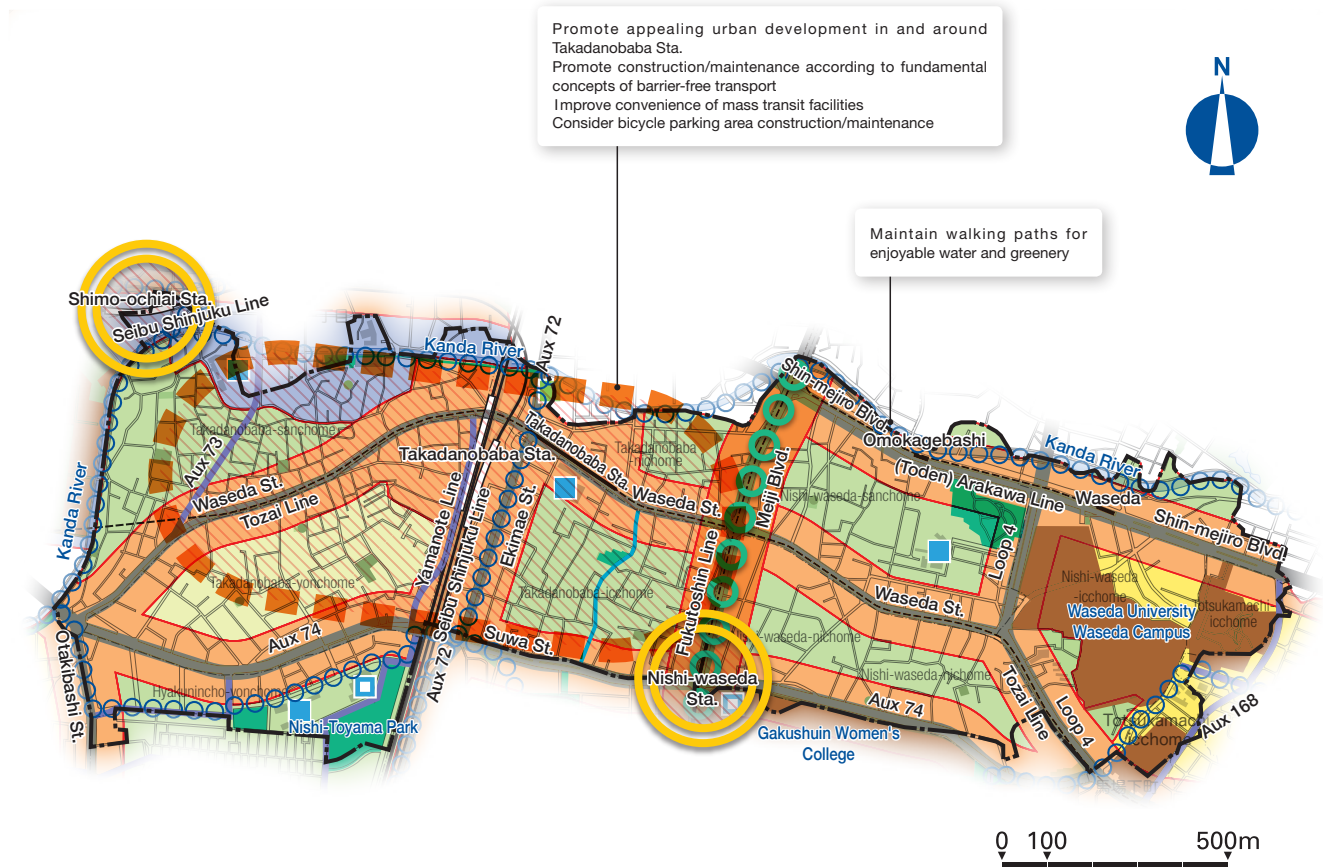 Promote appealing urban development in and around
Takadanobaba Sta.
Promote construction/maintenance according to fundamental
concepts of barrier-free transport
Improve convenience of mass transit facilities
Consider bicycle parking area construction/maintenance
N
Maintain walking paths for
enjoyable water and greenery
Shimo-ochiai Sta.
Seibu Shinjuku Line
Kanda River
Aux 72
Shin-mejiro Blvd.
Takadanobaba-sanchome
Aux 73
Takadanobaba Sta.
Takadanobaba Sta.
Takadanobaba
-nichome
Omokagebashi
Kanda River
(Toden) Arakawa Line
Waseda
Shin-mejiro Blvd.
Kanda River
Waseda St.
Tozai Line
Yamanote Line
Seibu Shinjuku Line
Ekimae St.
Waseda St.
Meiji Blvd.
Nishi-waseda-sanchome
Loop 4
Fukutoshin Line
Takadanobaba-yonchome
Takadanobaba-icchome
Waseda St.
Nishi-waseda
-icchome
Waseda University
Waseda Campus
Totsukamachi
icchome
Otakibashi St.
Aux 74
Suwa St.
Aux 72
Nishi-waseda-nichome
Nishi-waseda-nichome
Nishi-waseda
Sta.
Hyakunincho-yonchome
Nishi-Toyama Park
Aux 74
Tozai Line
Loop 4
Totsukamachi
icchome
Aux 168
Gakushuin Women's
College
0 100 500m